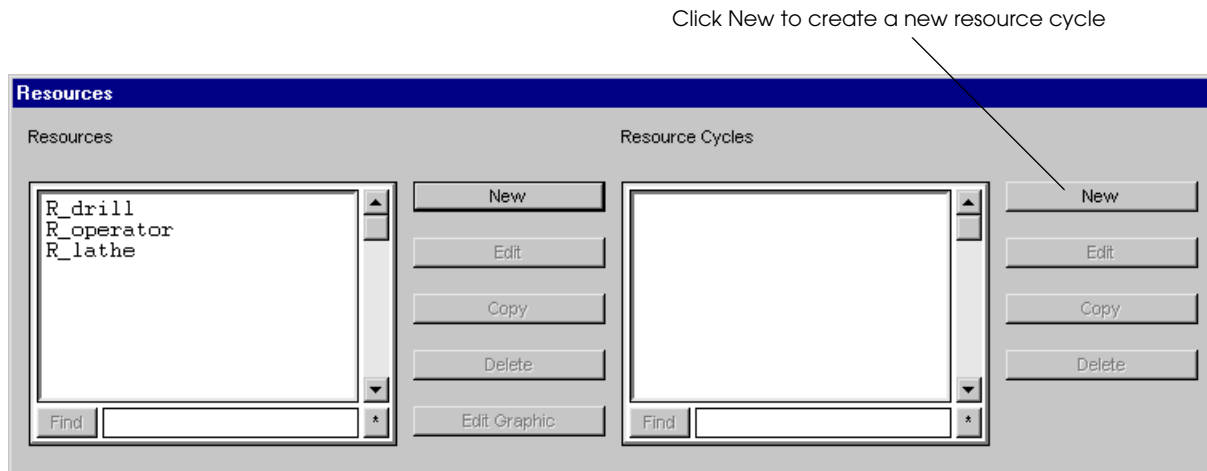 Click New to create a new resource cycle
Resources
Resources
Resource Cycles
R_drill
R_operator
R_lathe
New
Edit
Copy
Delete
Edit Graphic
Find
*
New
Edit
Copy
Delete
Find
*